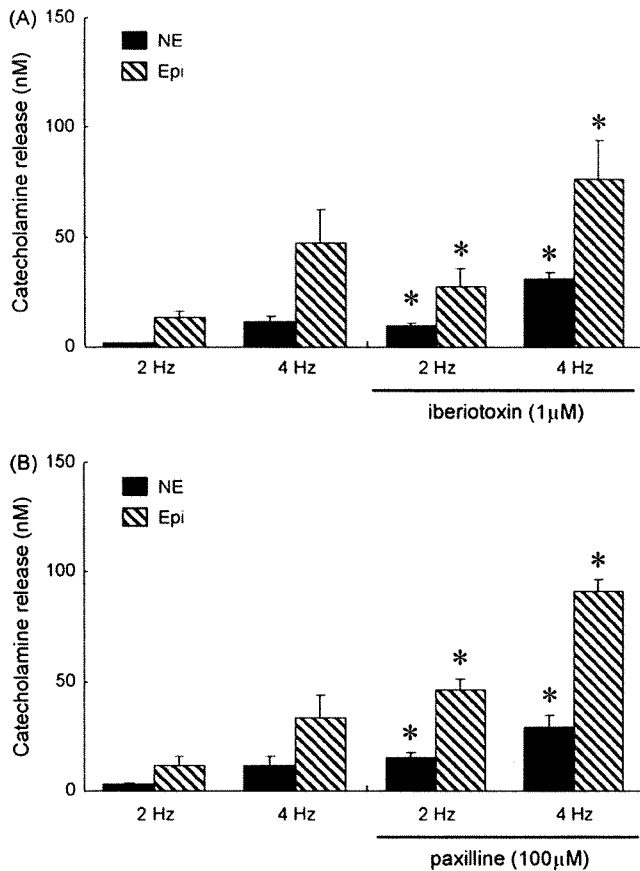 (A)
150
100
50
0
Catecholamine release (nM)
NE
Epi
*
*
*
*
2 Hz
4 Hz
2 Hz
4 Hz
iberiotoxin (1μM)
(B)
150
100
50
0
Catecholamine release (nM)
NE
Epi
*
*
*
*
2 Hz
4 Hz
2 Hz
4 Hz
paxilline (100μM)